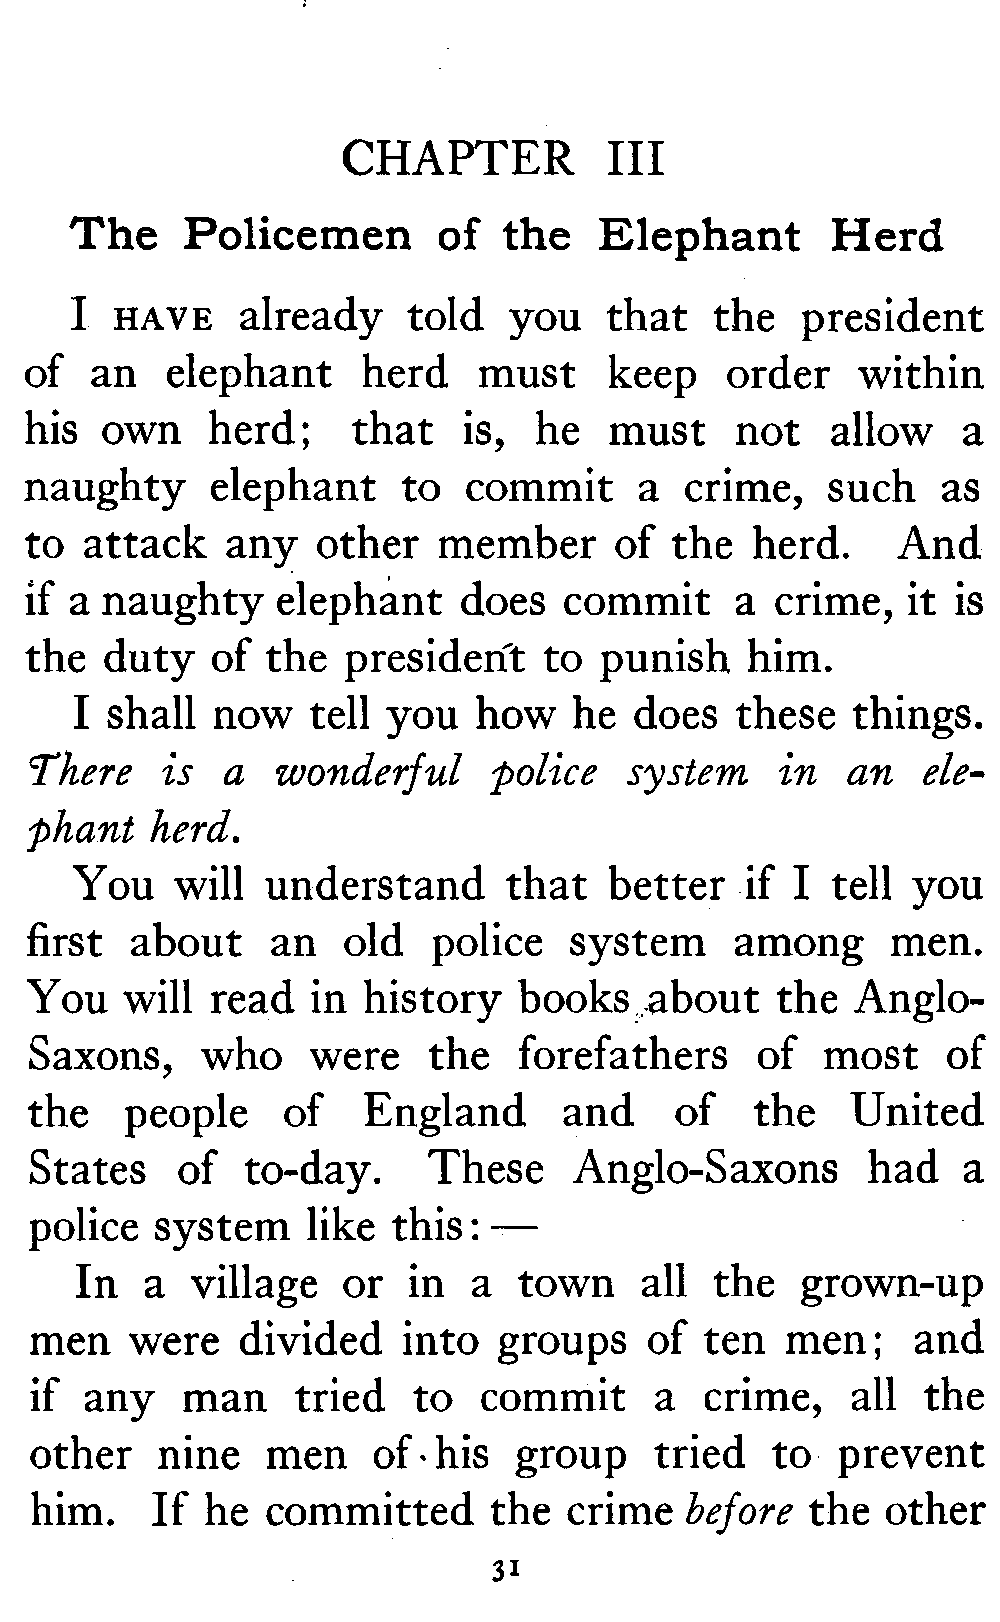 CHAPTER III
The Policemen of the Elephant Herd
I HAVE already told you that the president
of an elephant herd must keep order within
his own herd; that is, he must not allow a
naughty elephant to commit a crime, such as
to attack any other member of the herd. And
if a naughty elephant does commit a crime, it is
the duty of the president to punish him.
I shall now tell you how he does these things.
There is a wonderful police system in an ele-
phant herd.
You will understand that better if I tell you
first about an old police system among men.
You will read in history books about the Anglo-
Saxons, who were the forefathers of most of
the people of England and of the United
States of to-day. These Anglo-Saxons had a
police system like this: —
In a village or in a town all the grown-up
men were divided into groups of ten men; and
if any man tried to commit a crime, all the
other nine men of his group tried to prevent
him. If he committed the crime before the other
31